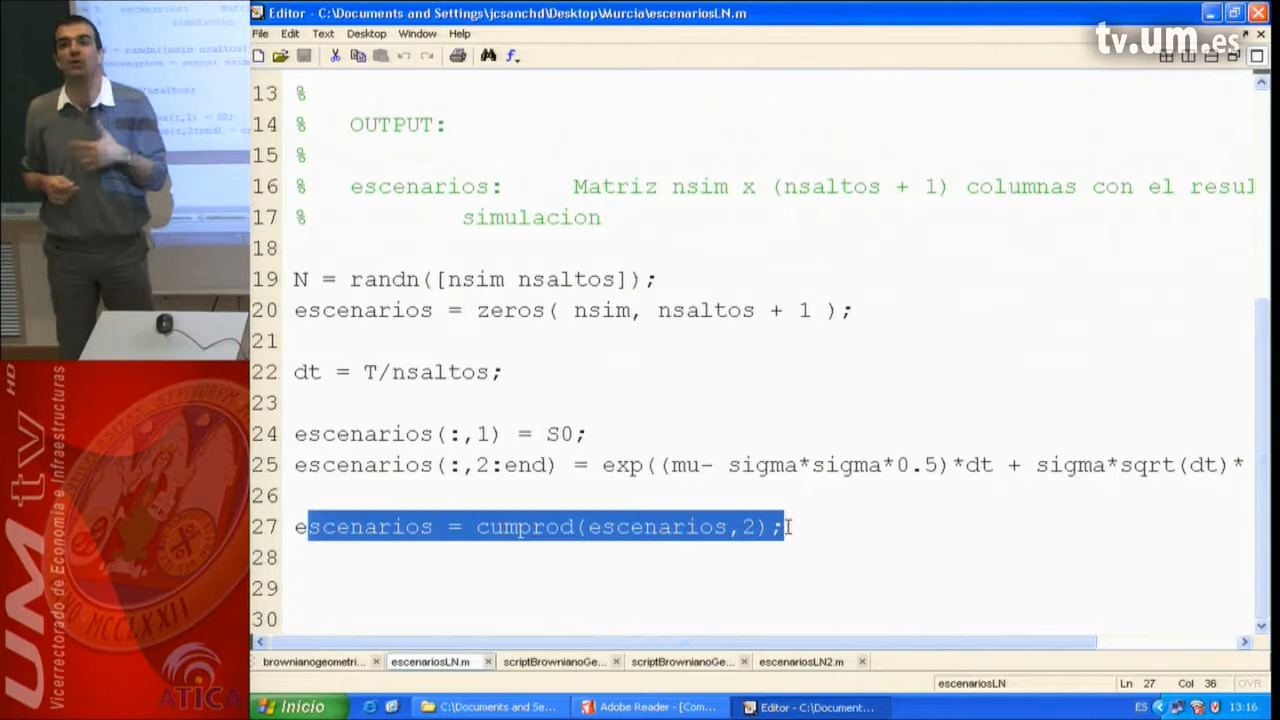 Editor - C:\Documents and Settings\jcsanchd\Desktop\Murcia\escenariosLN.m
File Edit Text Desktop Window Help
tv.um.es
13 %
14 % OUTPUT:
15 %
16 % escenarios: Matriz nsim x (nsaltos + 1) columnas con el resul
17 % simulacion
18
19 N = randn([nsim nsaltos]);
20 escenarios = zeros( nsim, nsaltos + 1 );
21
22 dt = T/nsaltos;
23
24 escenarios(:,1) = S0;
25 escenarios(:,2:end) = exp((mu- sigma*sigma*0.5)*dt + sigma*sqrt(dt)*
26
27 escenarios = cumprod(escenarios,2);
28
29
30
brownianogeometri... escenariosLN.m scriptBrownianoGe... scriptBrownianoGe... escenariosLN2.m
escenariosLN Ln 27 Col 36 OVR
Inicio C:\Documents and Se... Adobe Reader - [Com... Editor - C:\Document... ES 13:16
UMtv HD
Vicerrectorado de Economía e Infraestructuras
MCCLXXII
ATICA